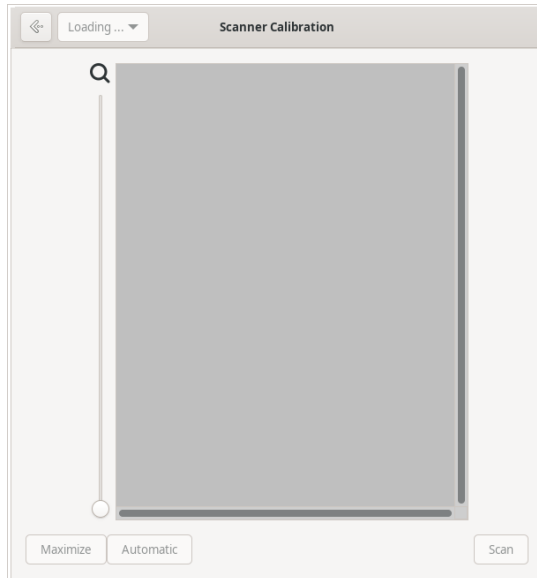 Loading ...
Scanner Calibration
Maximize
Automatic
Scan